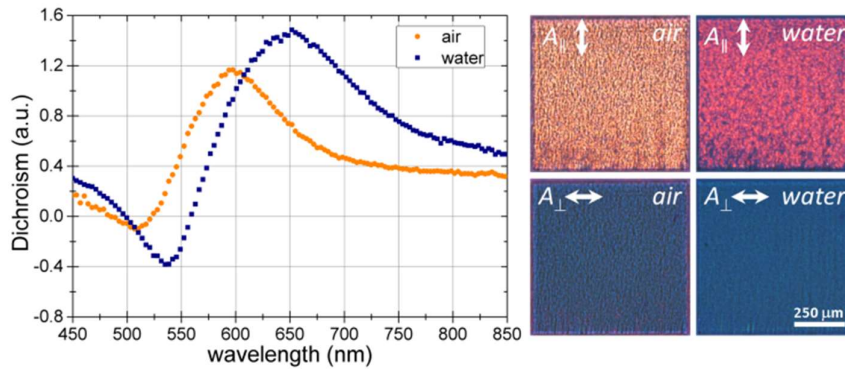 Dichroism (a.u.)
1.6
1.2
0.8
0.4
0.0
-0.4
-0.8
450 500 550 600 650 700 750 800 850
wavelength (nm)
air
water
A∥ air
A∥ water
A⊥ air
A⊥ water
250 μm